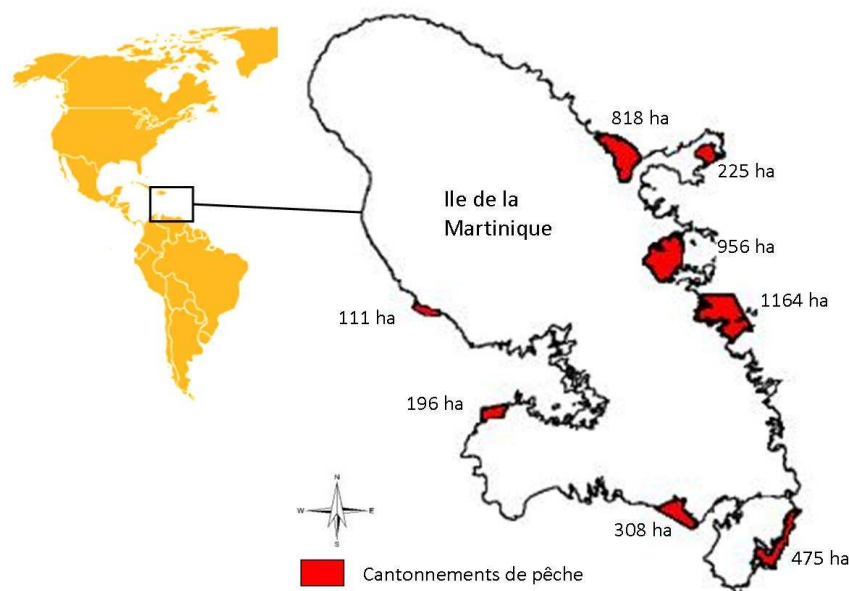 818 ha
225 ha
Ile de la
Martinique
956 ha
1164 ha
111 ha
196 ha
N
W
E
S
308 ha
475 ha
Cantonnements de pêche